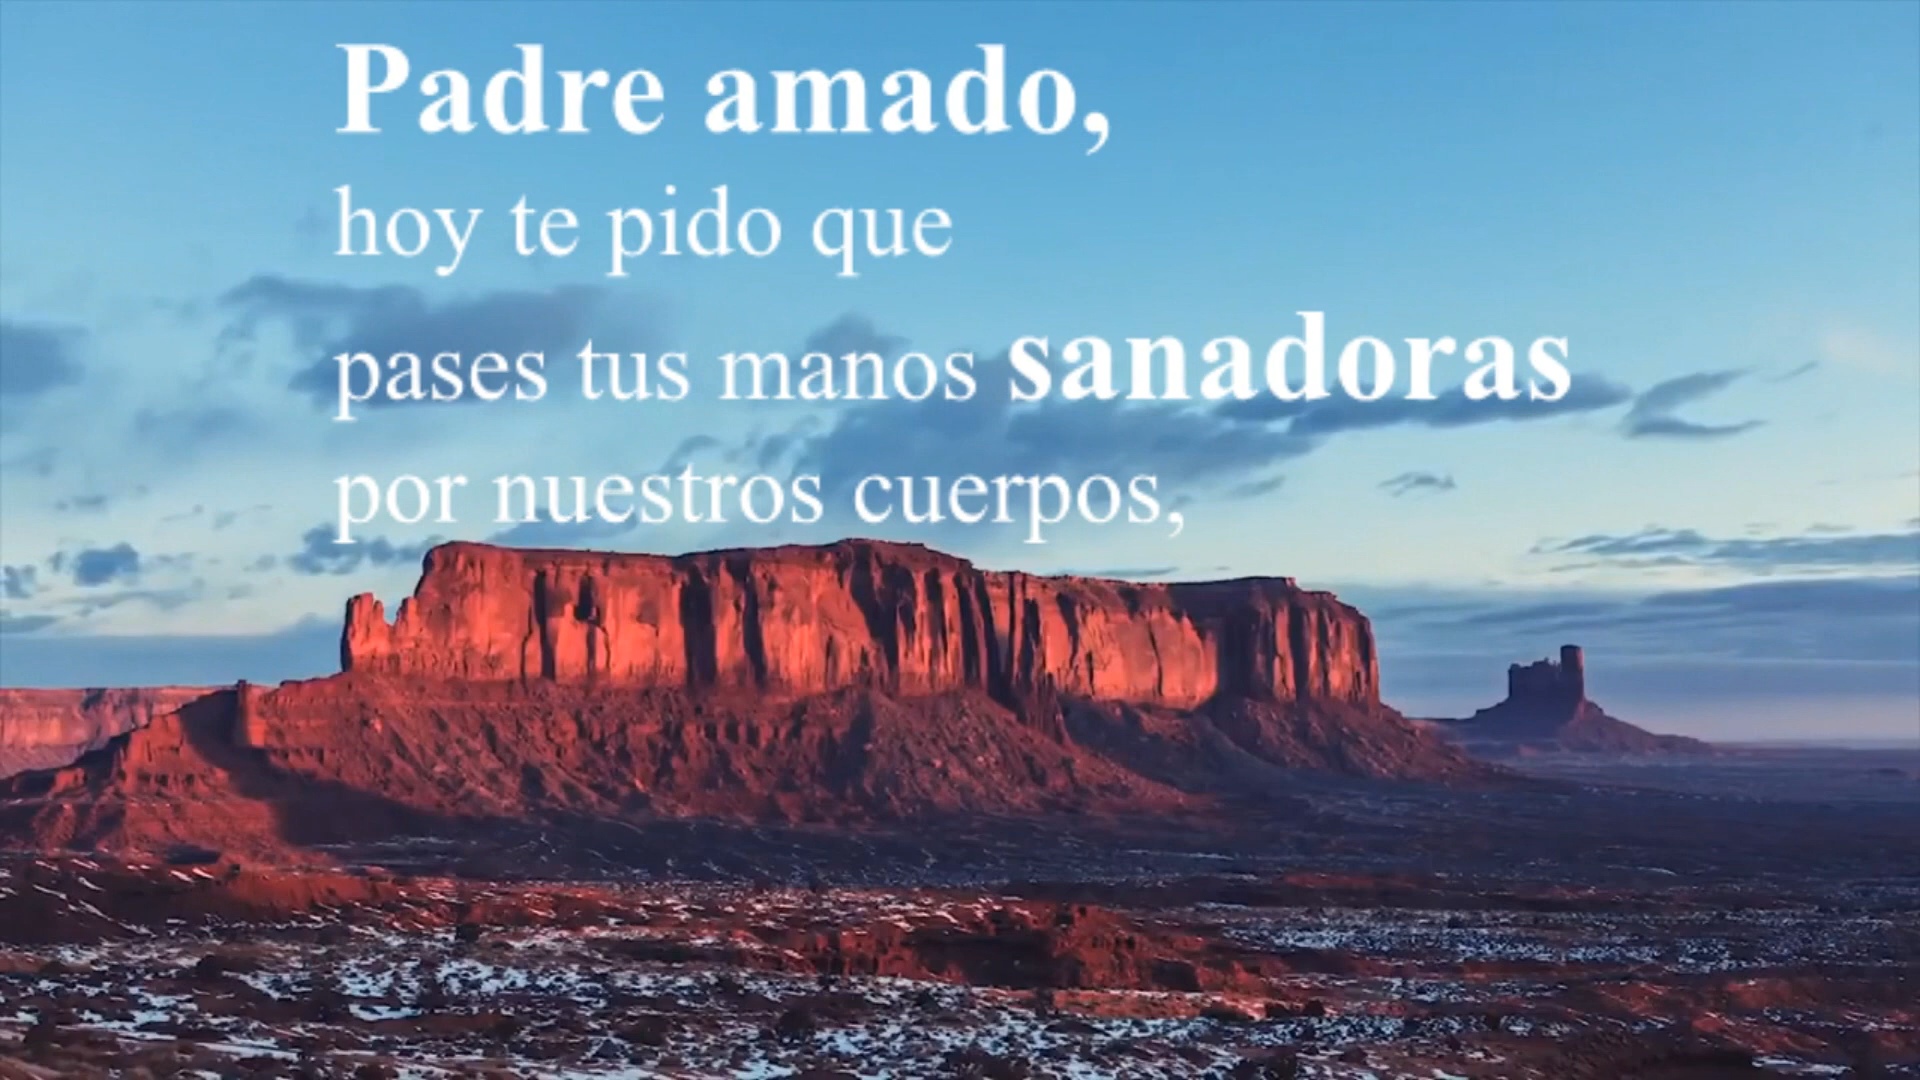 Padre amado,
hoy te pido que
pases tus manos sanadoras
por nuestros cuerpos,